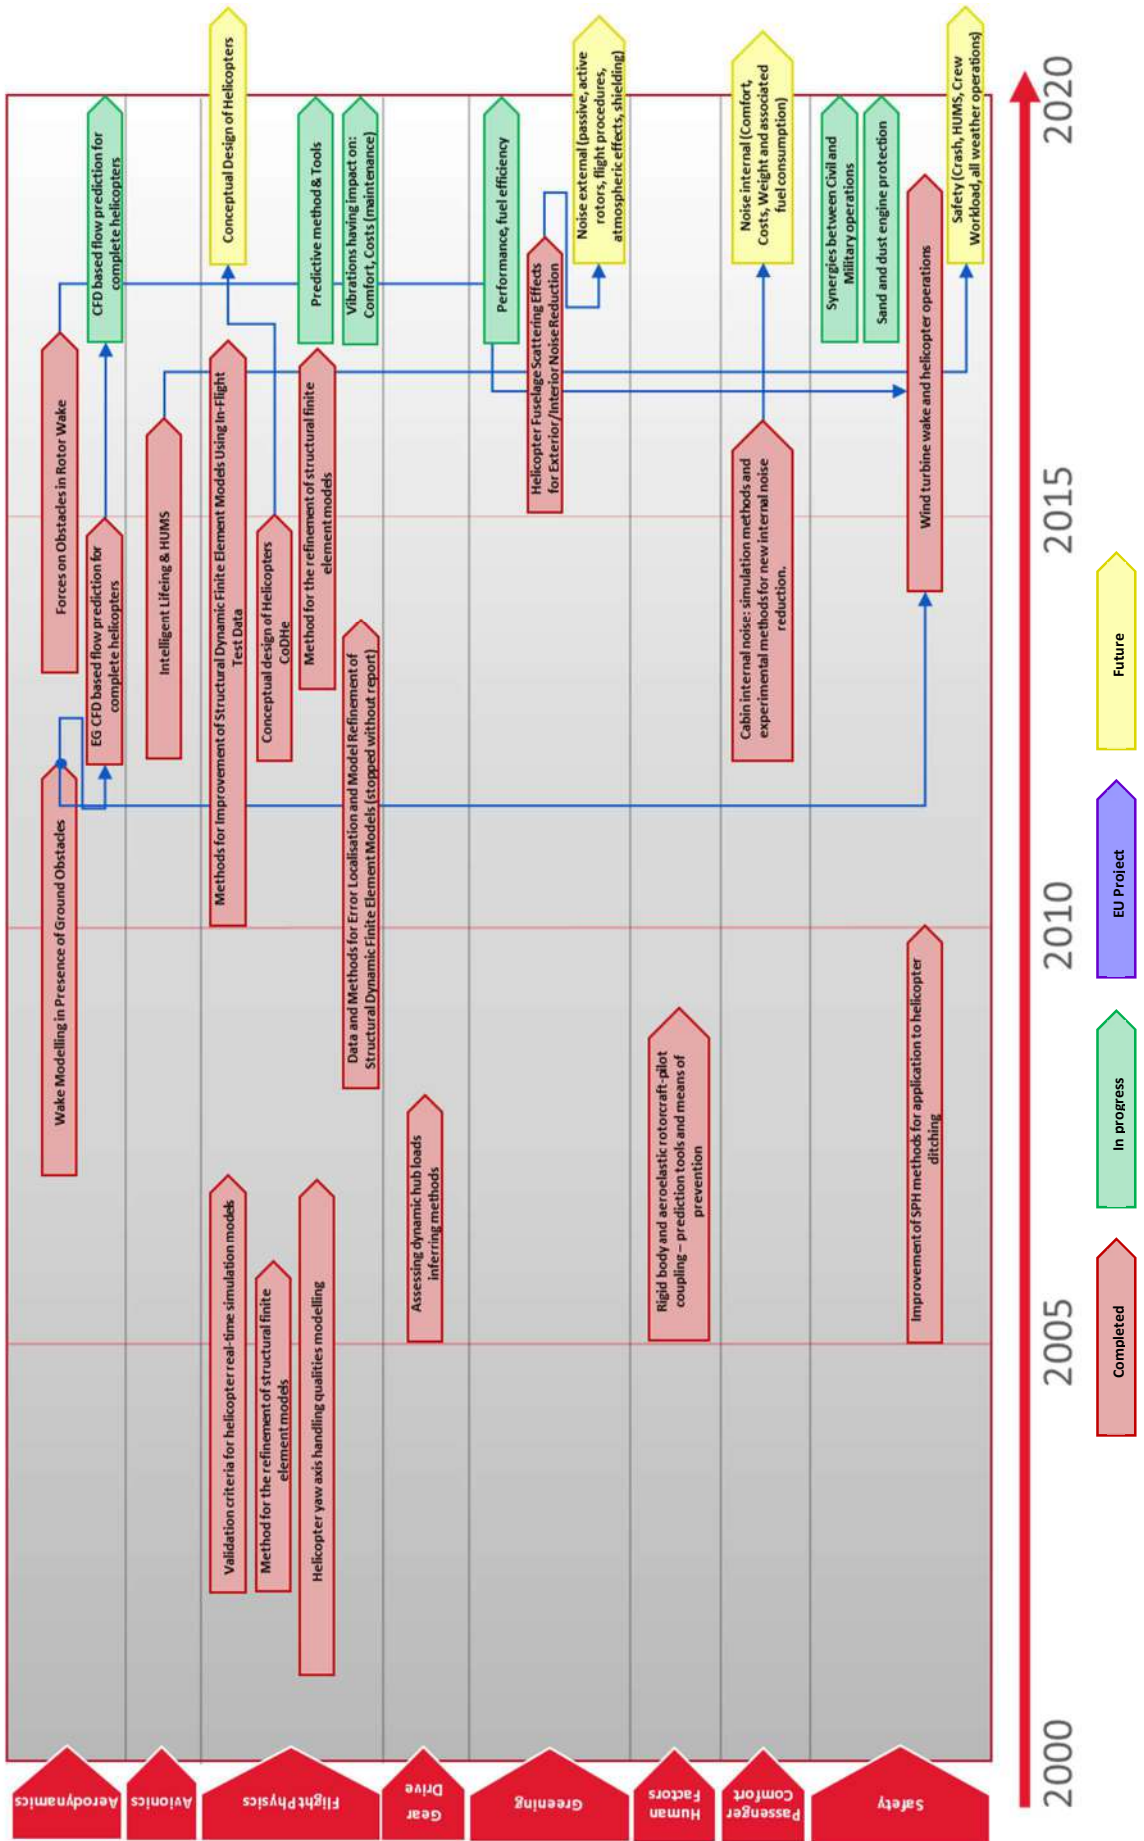 Aerodynamics
Wake Modelling in Presence of Ground Obstacles
Forces on Obstacles in Rotor Wake
EG CFD based flow prediction for
complete helicopters
CFD based flow prediction for
complete helicopters
Avionics
Intelligent Lifeing & HUMS
Flight Physics
Validation criteria for helicopter real-time simulation models
Methods for Improvement of Structural Dynamic Finite Element Models Using In-Flight
Test Data
Conceptual Design of Helicopters
Method for the refinement of structural finite
element models
Conceptual design of Helicopters
CoDHe
Helicopter yaw axis handling qualities modelling
Method for the refinement of structural finite
element models
Predictive method & Tools
Data and Methods for Error Localisation and Model Refinement of
Structural Dynamic Finite Element Models (stopped without report)
Vibrations having impact on:
Comfort, Costs (maintenance)
Gear
Drive
Assessing dynamic hub loads
inferring methods
Greening
Performance, fuel efficiency
Helicopter Fuselage Scattering Effects
for Exterior/Interior Noise Reduction
Noise external (passive, active
rotors, flight procedures,
atmospheric effects, shielding)
Human
Factors
Rigid body and aeroelastic rotorcraft-pilot
coupling – prediction tools and means of
prevention
Passenger
Comfort
Cabin internal noise: simulation methods and
experimental methods for new internal noise
reduction.
Noise internal (Comfort,
Costs, Weight and associated
fuel consumption)
Safety
Synergies between Civil and
Military operations
Sand and dust engine protection
Improvement of SPH methods for application to helicopter
ditching
Wind turbine wake and helicopter operations
Safety (Crash, HUMS, Crew
Workload, all weather operations)
2000
2005
2010
2015
2020
Completed
In progress
EU Project
Future